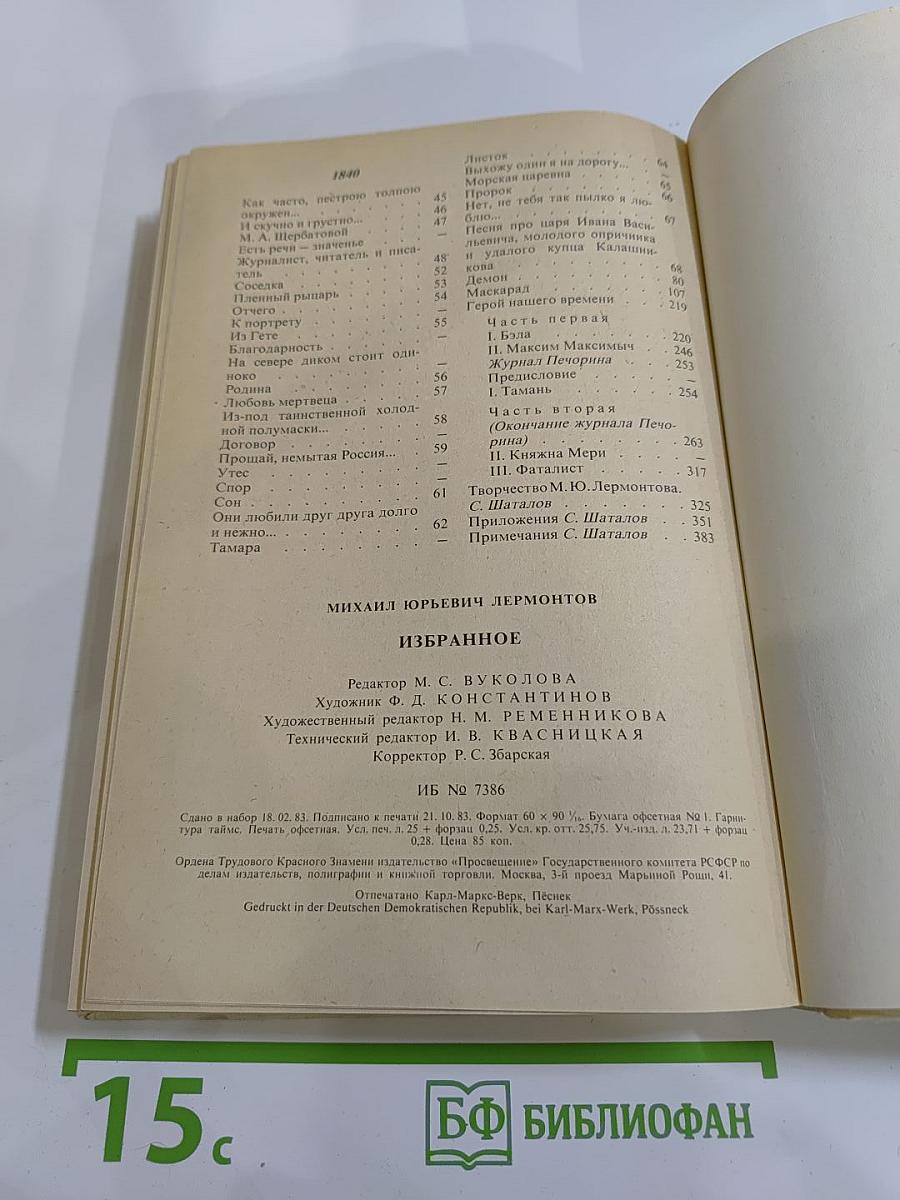 1840
Как часто, пестрою толпою
окружен... . . . . . . . 45
И скучно и грустно... . . . . 46
М. А. Щербатовой . . . . . 47
Есть речи — значенье . . . . —
Журналист, читатель и писа-
тель . . . . . . . . 48
Соседка . . . . . . . 52
Пленный рыцарь . . . . . 53
Отчего . . . . . . . . 54
К портрету . . . . . . . —
Из Гете . . . . . . . . 55
Благодарность . . . . . . —
На севере диком стоит оди-
ноко . . . . . . . . —
Родина . . . . . . . . 56
Любовь мертвеца . . . . . 57
Из-под таинственной холод-
ной полумаски... . . . . . 58
Договор . . . . . . . . —
Прощай, немытая Россия... . . 59
Утес . . . . . . . . —
Спор . . . . . . . . —
Сон . . . . . . . . 61
Они любили друг друга долго
и нежно... . . . . . . . 62
Тамара . . . . . . . . —
Листок . . . . . . . . 64
Выхожу один я на дорогу... . —
Морская царевна . . . . . 65
Пророк . . . . . . . . 66
Нет, не тебя так пылко я лю-
блю... . . . . . . . . 67
Песня про царя Ивана Васи-
льевича, молодого опричника
и удалого купца Калашни-
кова . . . . . . . . 68
Демон . . . . . . . . 80
Маскарад . . . . . . . 107
Герой нашего времени . . . 219
Часть первая
I. Бэла . . . . . . . 220
II. Максим Максимыч . . . 246
Журнал Печорина . . . . 253
Предисловие . . . . . —
I. Тамань . . . . . . 254
Часть вторая
(Окончание журнала Печо-
рина) . . . . . . . . 263
II. Княжна Мери . . . . —
III. Фаталист . . . . . 317
Творчество М. Ю. Лермонтова.
С. Шаталов . . . . . . . 325
Приложения С. Шаталов . . 351
Примечания С. Шаталов . . 383
МИХАИЛ ЮРЬЕВИЧ ЛЕРМОНТОВ
ИЗБРАННОЕ
Редактор М. С. ВУКОЛОВА
Художник Ф. Д. КОНСТАНТИНОВ
Художественный редактор Н. М. РЕМЕННИКОВА
Технический редактор И. В. КВАСНИЦКАЯ
Корректор Р. С. Збарская
ИБ № 7386
Сдано в набор 18. 02. 83. Подписано к печати 21. 10. 83. Формат 60 × 90 1/16. Бумага офсетная № 1. Гарни-
тура таймс. Печать офсетная. Усл. печ. л. 25 + форзац 0,25. Усл. кр. отт. 25,75. Уч.-изд. л. 23,71 + форзац
0,28. Цена 85 коп.
Ордена Трудового Красного Знамени издательство «Просвещение» Государственного комитета РСФСР по
делам издательств, полиграфии и книжной торговли. Москва, 3-й проезд Марьиной Рощи, 41.
Отпечатано Карл-Маркс-Верк, Пёснек
Gedruckt in der Deutschen Demokratischen Republik, bei Karl-Marx-Werk, Pössneck
15 с
БФ БИБЛИОФАН